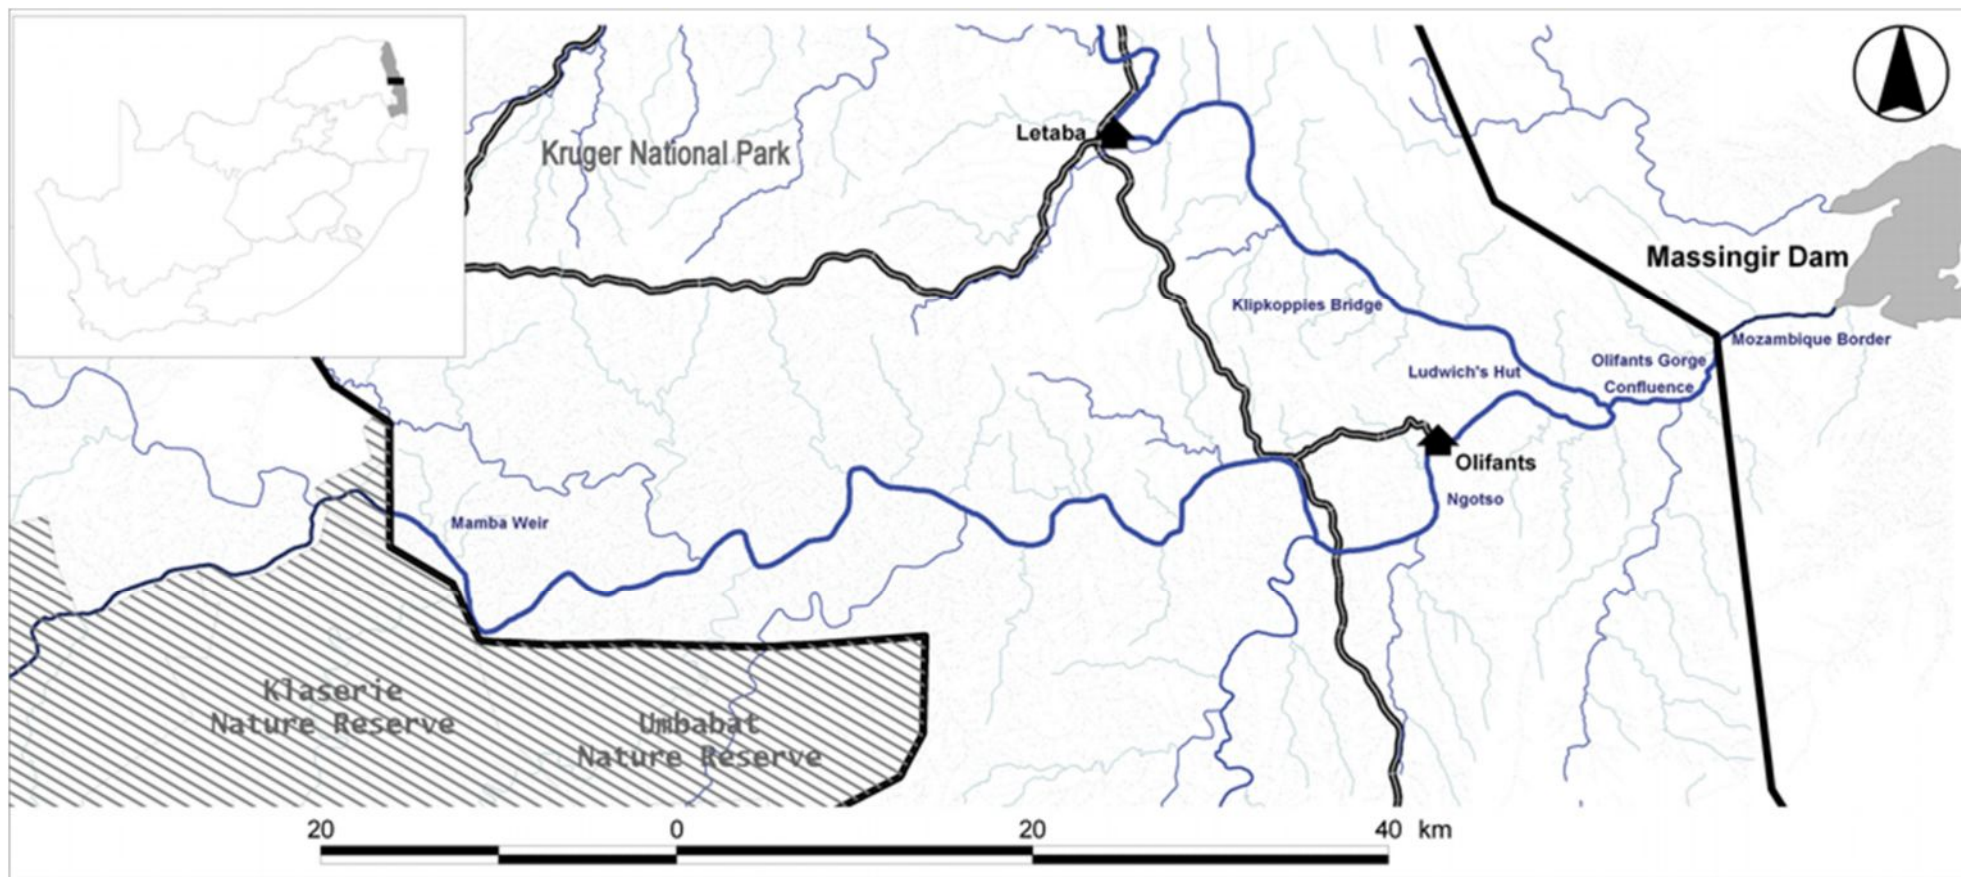 Letaba
Kruger National Park
Massingir Dam
Klipkoppies Bridge
Mozambique Border
Olifants Gorge
Ludwich's Hut
Confluence
Olifants
Ngotso
Mamba Weir
Klaserie
Nature Reserve
Umbabat
Nature Reserve
20 0 20 40 km